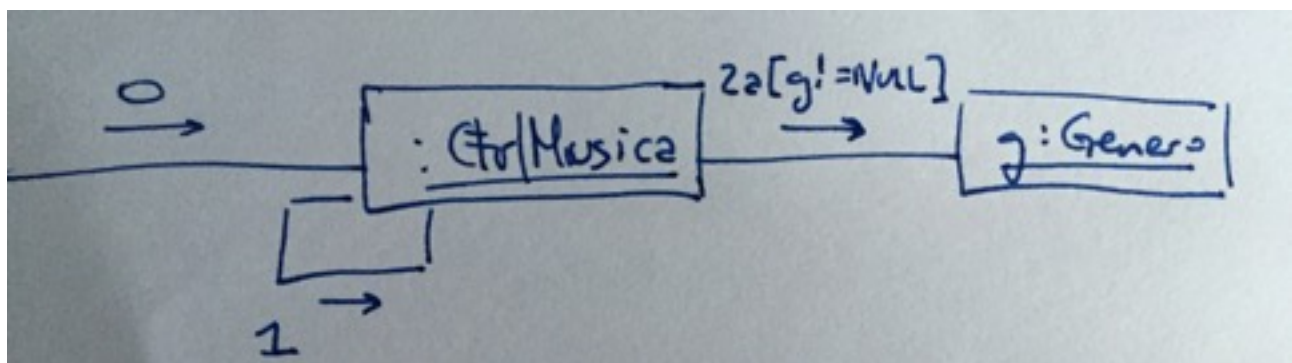 0
: CtrlMusica
2a[g!=NULL]
g:Genero
1